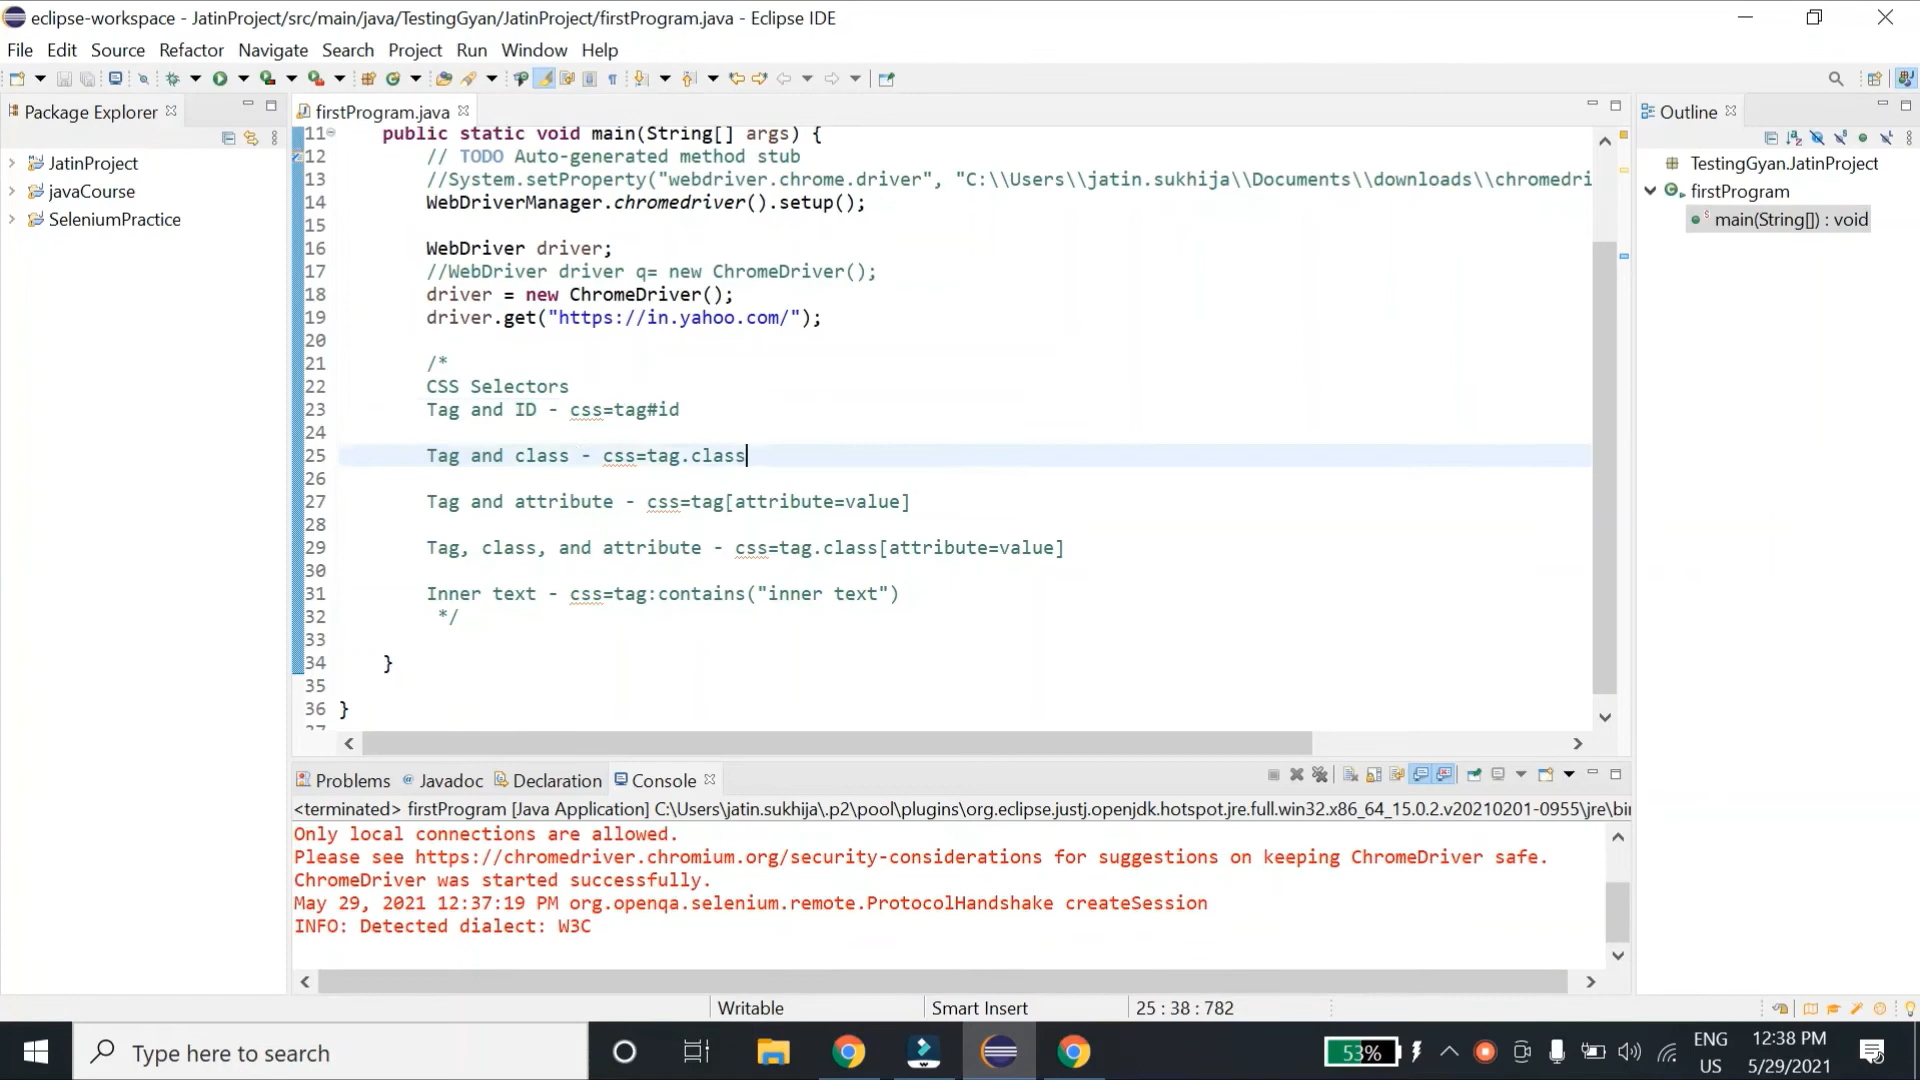 eclipse-workspace - JatinProject/src/main/java/TestingGyan/JatinProject/firstProgram.java - Eclipse IDE
File Edit Source Refactor Navigate Search Project Run Window Help
Package Explorer
firstProgram.java
Outline
JatinProject
javaCourse
SeleniumPractice
TestingGyan.JatinProject
firstProgram
main(String[]) : void
11 public static void main(String[] args) {
12 // TODO Auto-generated method stub
13 //System.setProperty("webdriver.chrome.driver", "C:\\Users\\jatin.sukhija\\Documents\\downloads\\chromedri
14 WebDriverManager.chromedriver().setup();
15
16 WebDriver driver;
17 //WebDriver driver q= new ChromeDriver();
18 driver = new ChromeDriver();
19 driver.get("https://in.yahoo.com/");
20
21 /*
22 CSS Selectors
23 Tag and ID - css=tag#id
24
25 Tag and class - css=tag.class
26
27 Tag and attribute - css=tag[attribute=value]
28
29 Tag, class, and attribute - css=tag.class[attribute=value]
30
31 Inner text - css=tag:contains("inner text")
32 */
33
34 }
35
36 }
37
Problems Javadoc Declaration Console
<terminated> firstProgram [Java Application] C:\Users\jatin.sukhija\.p2\pool\plugins\org.eclipse.justj.openjdk.hotspot.jre.full.win32.x86_64_15.0.2.v20210201-0955\jre\bin
Only local connections are allowed.
Please see https://chromedriver.chromium.org/security-considerations for suggestions on keeping ChromeDriver safe.
ChromeDriver was started successfully.
May 29, 2021 12:37:19 PM org.openqa.selenium.remote.ProtocolHandshake createSession
INFO: Detected dialect: W3C
Writable Smart Insert 25 : 38 : 782
Type here to search
53%
ENG
US
12:38 PM
5/29/2021